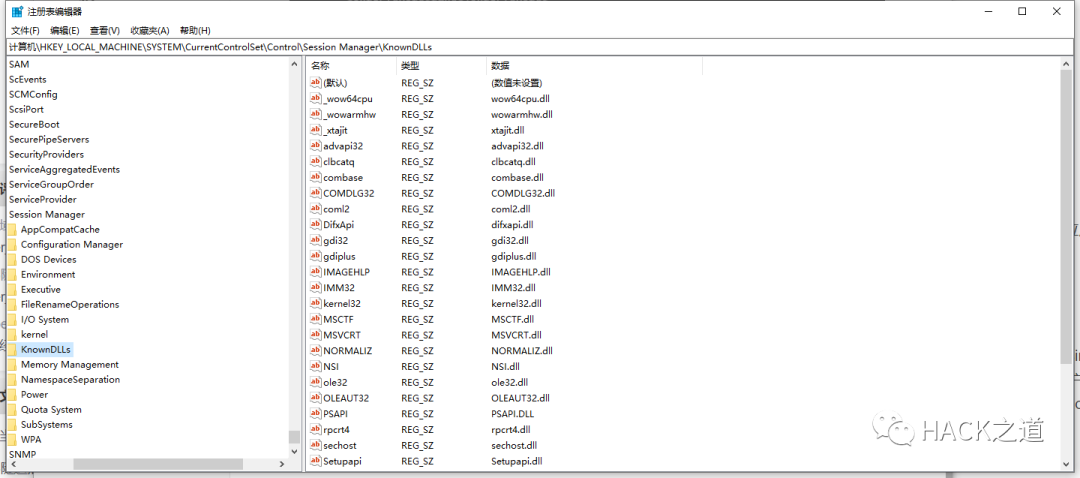 注册表编辑器
文件(F) 编辑(E) 查看(V) 收藏夹(A) 帮助(H)
计算机\HKEY_LOCAL_MACHINE\SYSTEM\CurrentControlSet\Control\Session Manager\KnownDLLs
SAM
ScEvents
SCMConfig
ScsiPort
SecureBoot
SecurePipeServers
SecurityProviders
ServiceAggregatedEvents
ServiceGroupOrder
ServiceProvider
Session Manager
AppCompatCache
Configuration Manager
DOS Devices
Environment
Executive
FileRenameOperations
I/O System
kernel
KnownDLLs
Memory Management
NamespaceSeparation
Power
Quota System
SubSystems
WPA
SNMP
名称 类型 数据
(默认) REG_SZ (数值未设置)
_wow64cpu REG_SZ wow64cpu.dll
_wowarmhw REG_SZ wowarmhw.dll
_xtajit REG_SZ xtajit.dll
advapi32 REG_SZ advapi32.dll
clbcatq REG_SZ clbcatq.dll
combase REG_SZ combase.dll
COMDLG32 REG_SZ COMDLG32.dll
coml2 REG_SZ coml2.dll
DifxApi REG_SZ difxapi.dll
gdi32 REG_SZ gdi32.dll
gdiplus REG_SZ gdiplus.dll
IMAGEHLP REG_SZ IMAGEHLP.dll
IMM32 REG_SZ IMM32.dll
kernel32 REG_SZ kernel32.dll
MSCTF REG_SZ MSCTF.dll
MSVCRT REG_SZ MSVCRT.dll
NORMALIZ REG_SZ NORMALIZ.dll
NSI REG_SZ NSI.dll
ole32 REG_SZ ole32.dll
OLEAUT32 REG_SZ OLEAUT32.dll
PSAPI REG_SZ PSAPI.DLL
rpcrt4 REG_SZ rpcrt4.dll
sechost REG_SZ sechost.dll
Setupapi REG_SZ Setupapi.dll
HACK之道